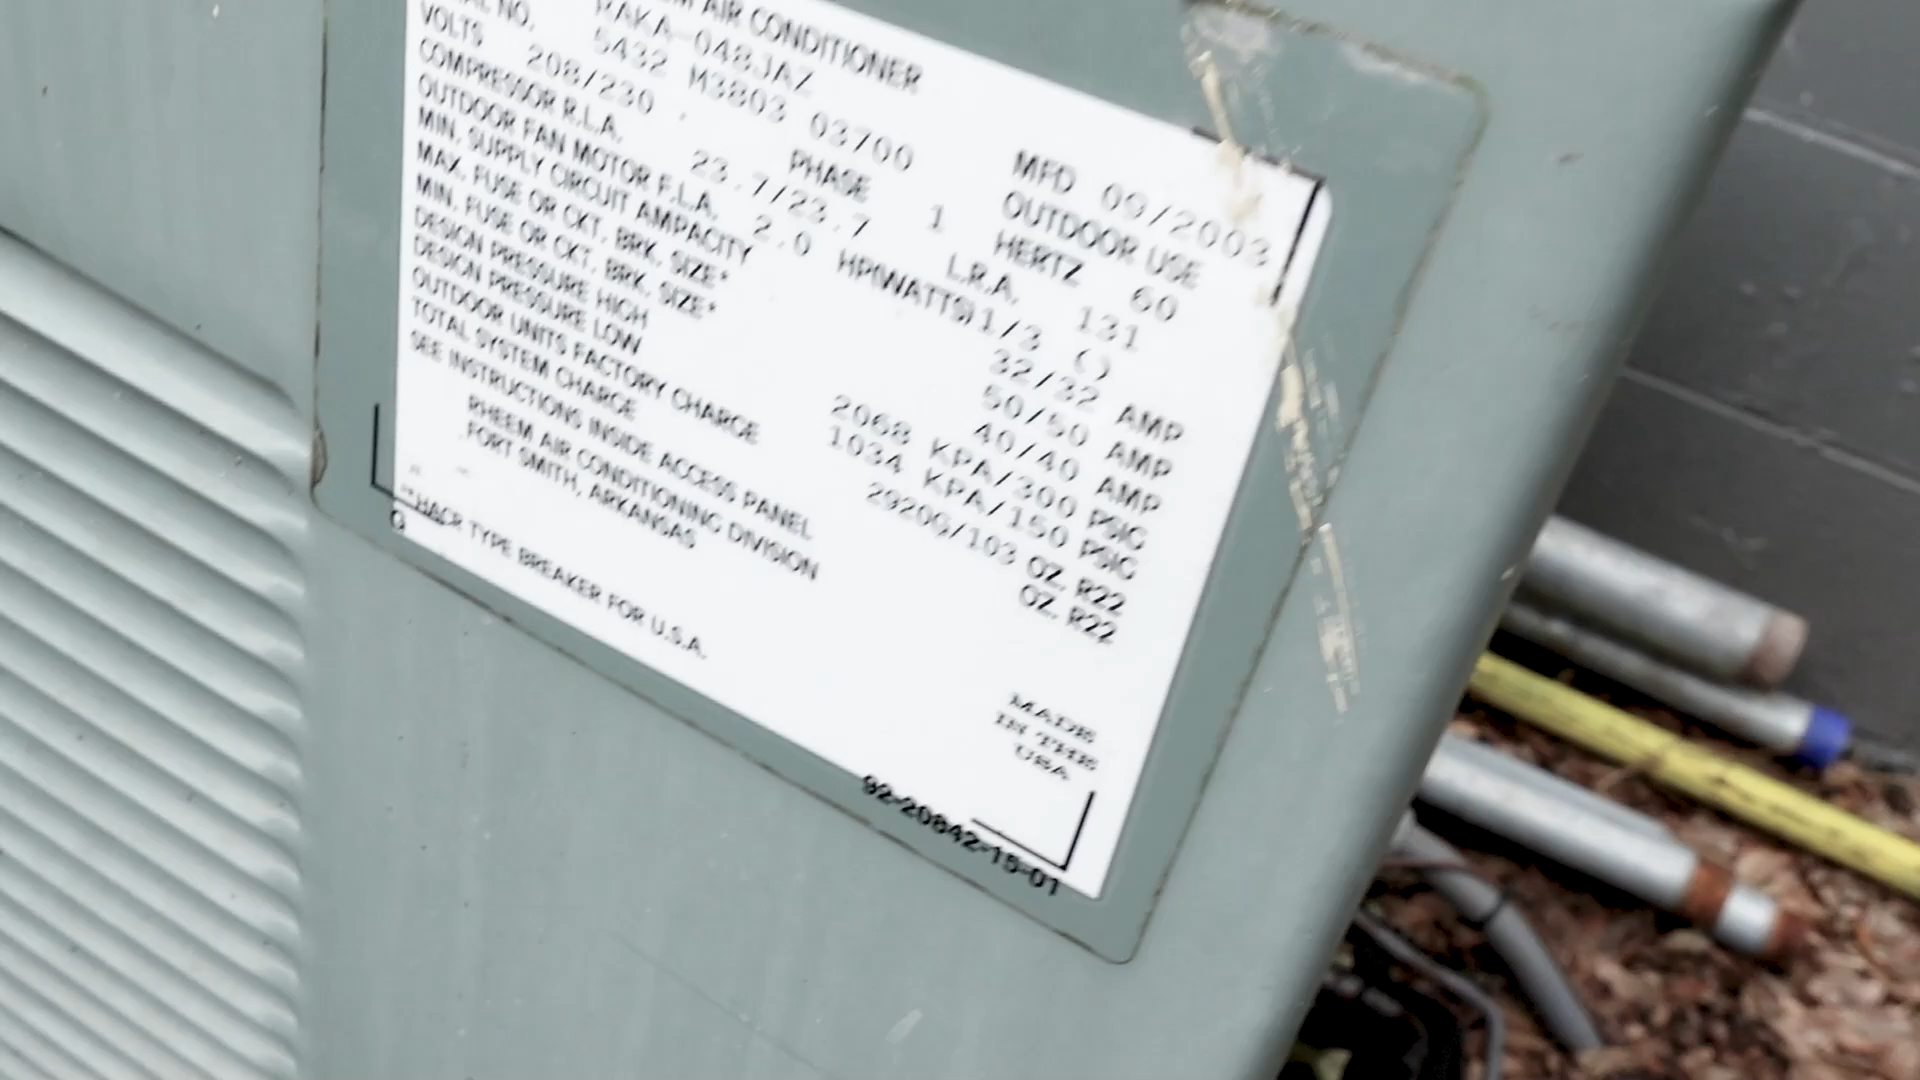 AIR CONDITIONER
RAKA-048JAZ
NO. 5432 M3803 03700 MFD 09/2003
VOLTS 208/230 PHASE 1 OUTDOOR USE
HERTZ 60
COMPRESSOR R.L.A. 23.7/23.7 L.R.A. 131
OUTDOOR FAN MOTOR F.L.A. 2.0 HP(WATTS) 1/3 ()
MIN. SUPPLY CIRCUIT AMPACITY 32/32 AMP
MAX. FUSE OR CKT. BRK. SIZE* 50/50 AMP
MIN. FUSE OR CKT. BRK. SIZE* 40/40 AMP
DESIGN PRESSURE HIGH 2068 KPA/300 PSIG
DESIGN PRESSURE LOW 1034 KPA/150 PSIG
OUTDOOR UNITS FACTORY CHARGE 2920G/103 OZ. R22
TOTAL SYSTEM CHARGE OZ. R22
SEE INSTRUCTIONS INSIDE ACCESS PANEL
RHEEM AIR CONDITIONING DIVISION
FORT SMITH, ARKANSAS
*HACR TYPE BREAKER FOR U.S.A.
MADE
IN THE
USA
92-20642-15-01